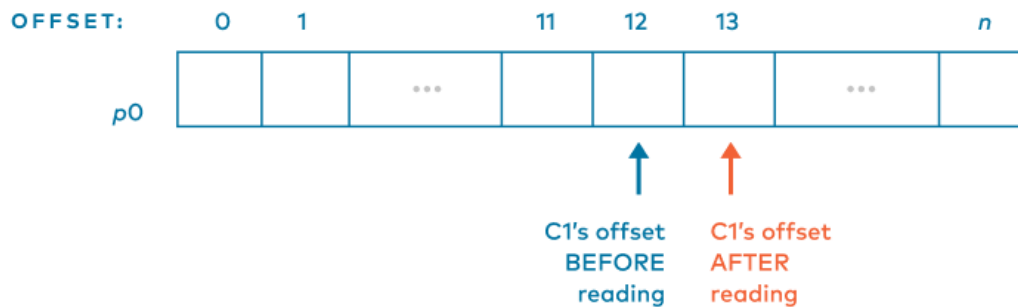 OFFSET: 0 1 11 12 13 n
... ...
p0
C1's offset C1's offset
BEFORE AFTER
reading reading